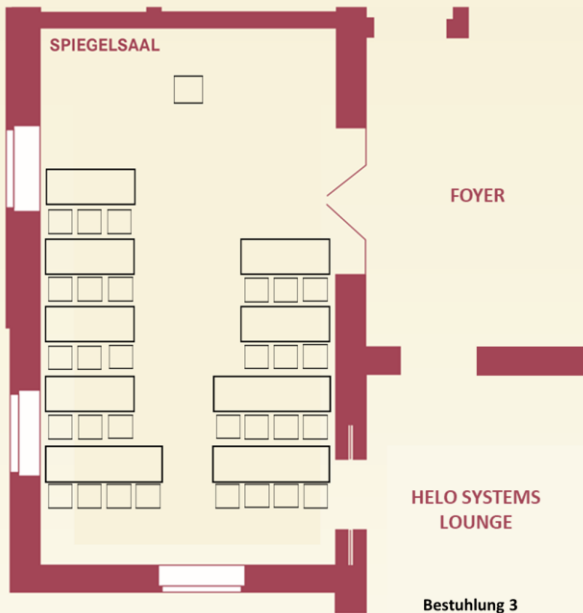 SPIEGELSAAL
FOYER
HELO SYSTEMS
LOUNGE
Bestuhlung 3